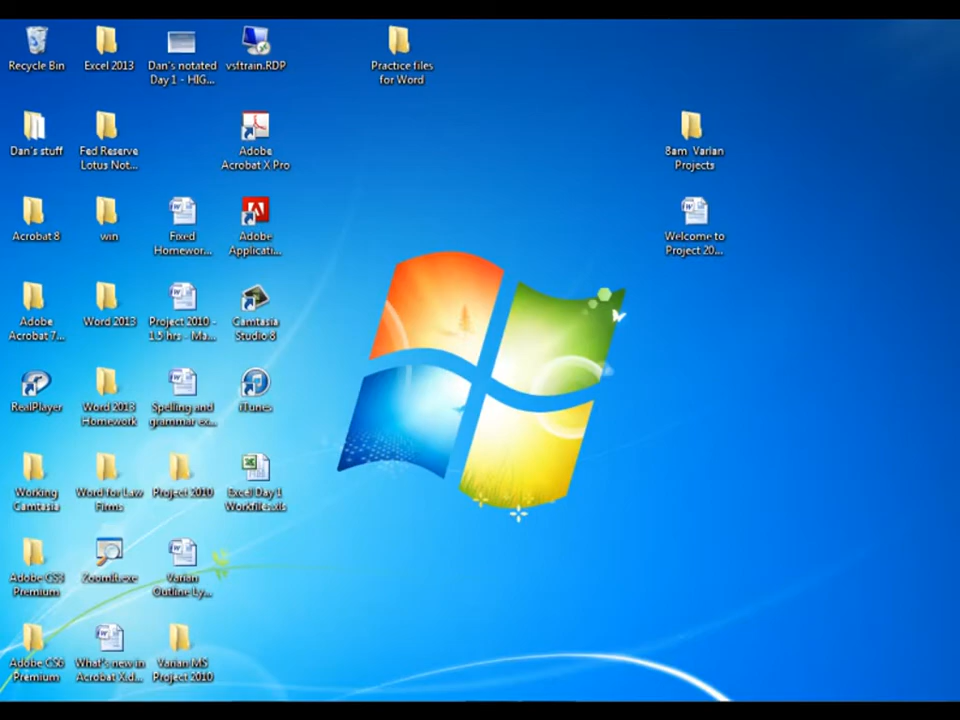 Recycle Bin
Excel 2013
Dan's notated
Day 1 - HIG...
vsftrain.RDP
Practice files
for Word
Dan's stuff
Fed Reserve
Lotus Not...
Adobe
Acrobat X Pro
8am Varian
Projects
Acrobat 8
win
Fixed
Homewor...
Adobe
Applicati...
Welcome to
Project 20...
Adobe
Acrobat 7...
Word 2013
Project 2010 -
1.5 hrs - Ma...
Camtasia
Studio 8
RealPlayer
Word 2013
Homework
Spelling and
grammar ex...
iTunes
Working
Camtasia
Word for Law
Firms
Project 2010
Excel Day 1
Workfiles.xls
Adobe CS3
Premium
ZoomIt.exe
Varian
Outline Ly...
Adobe CS6
Premium
What's new in
Acrobat X.d...
Varian MS
Project 2010